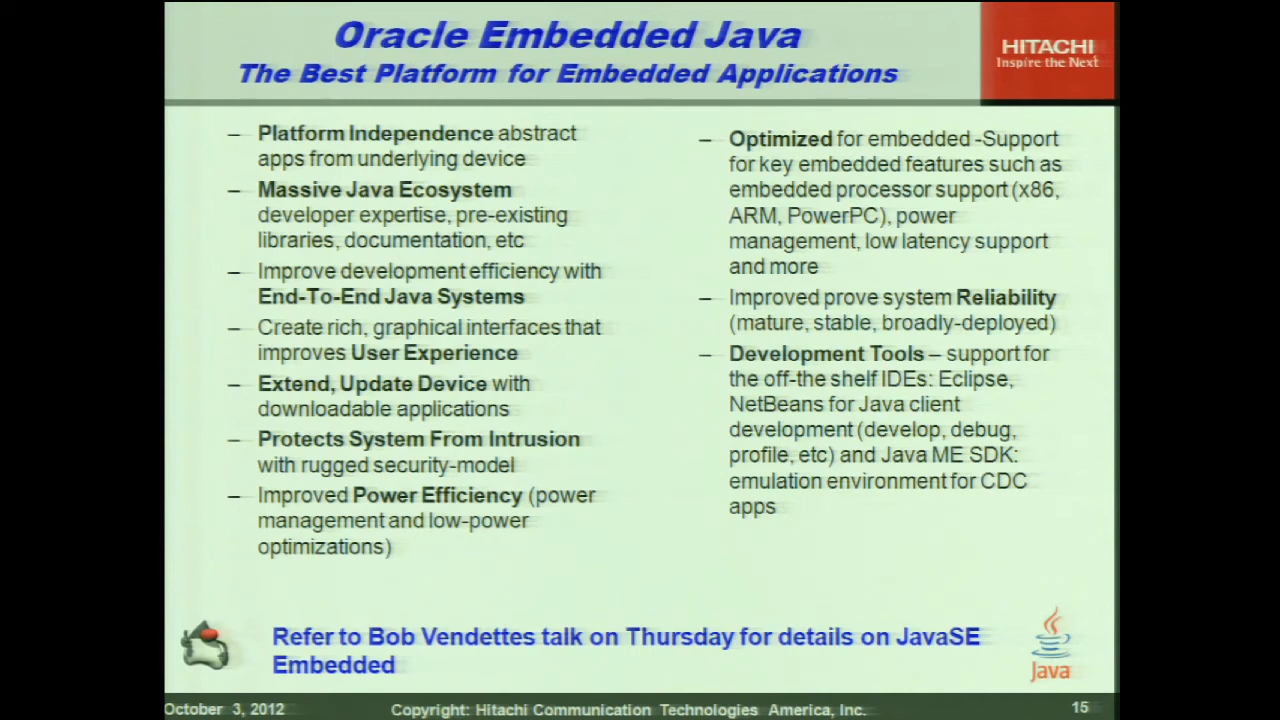 Oracle Embedded Java
The Best Platform for Embedded Applications
HITACHI
Inspire the Next
– Platform Independence abstract
apps from underlying device
– Massive Java Ecosystem
developer expertise, pre-existing
libraries, documentation, etc
– Improve development efficiency with
End-To-End Java Systems
– Create rich, graphical interfaces that
improves User Experience
– Extend, Update Device with
downloadable applications
– Protects System From Intrusion
with rugged security-model
– Improved Power Efficiency (power
management and low-power
optimizations)
– Optimized for embedded -Support
for key embedded features such as
embedded processor support (x86,
ARM, PowerPC), power
management, low latency support
and more
– Improved prove system Reliability
(mature, stable, broadly-deployed)
– Development Tools – support for
the off-the shelf IDEs: Eclipse,
NetBeans for Java client
development (develop, debug,
profile, etc) and Java ME SDK:
emulation environment for CDC
apps
Refer to Bob Vendettes talk on Thursday for details on JavaSE
Embedded
Java
October 3, 2012
Copyright: Hitachi Communication Technologies America, Inc.
15